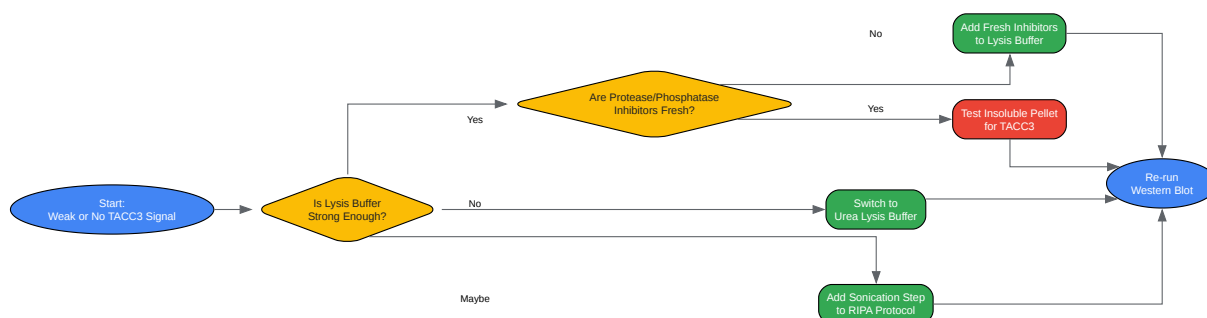 Start:
Weak or No TACC3 Signal
Is Lysis Buffer
Strong Enough?
Yes
Are Protease/Phosphatase
Inhibitors Fresh?
No
Add Fresh Inhibitors
to Lysis Buffer
Yes
Test Insoluble Pellet
for TACC3
No
Switch to
Urea Lysis Buffer
Maybe
Add Sonication Step
to RIPA Protocol
Re-run
Western Blot